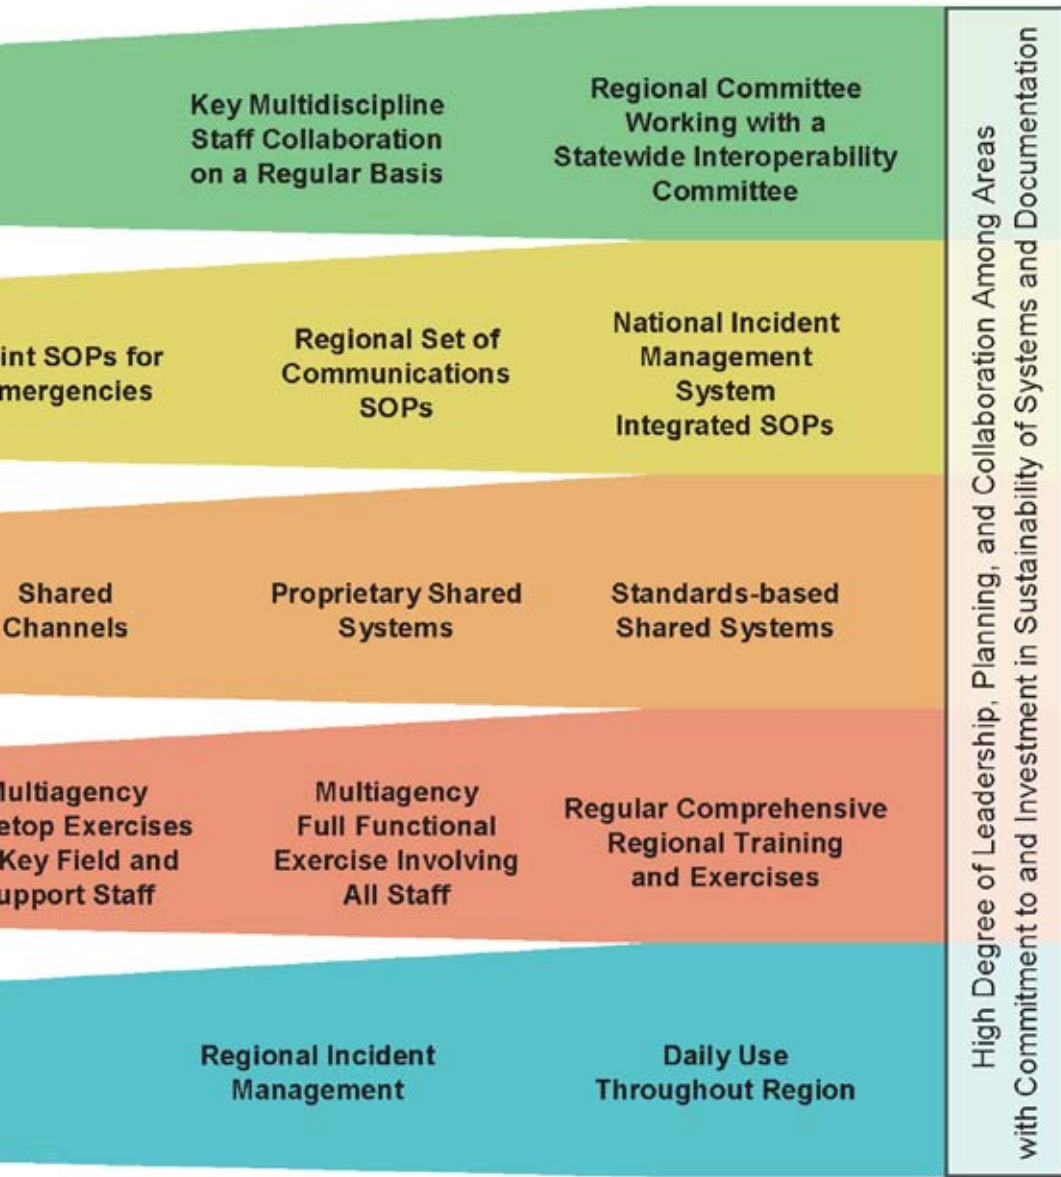 Key Multidiscipline
Staff Collaboration
on a Regular Basis
Regional Committee
Working with a
Statewide Interoperability
Committee
int SOPs for
mergencies
Regional Set of
Communications
SOPs
National Incident
Management
System
Integrated SOPs
Shared
Channels
Proprietary Shared
Systems
Standards-based
Shared Systems
ultiagency
etop Exercises
Key Field and
upport Staff
Multiagency
Full Functional
Exercise Involving
All Staff
Regular Comprehensive
Regional Training
and Exercises
Regional Incident
Management
Daily Use
Throughout Region
High Degree of Leadership, Planning, and Collaboration Among Areas
with Commitment to and Investment in Sustainability of Systems and Documentation